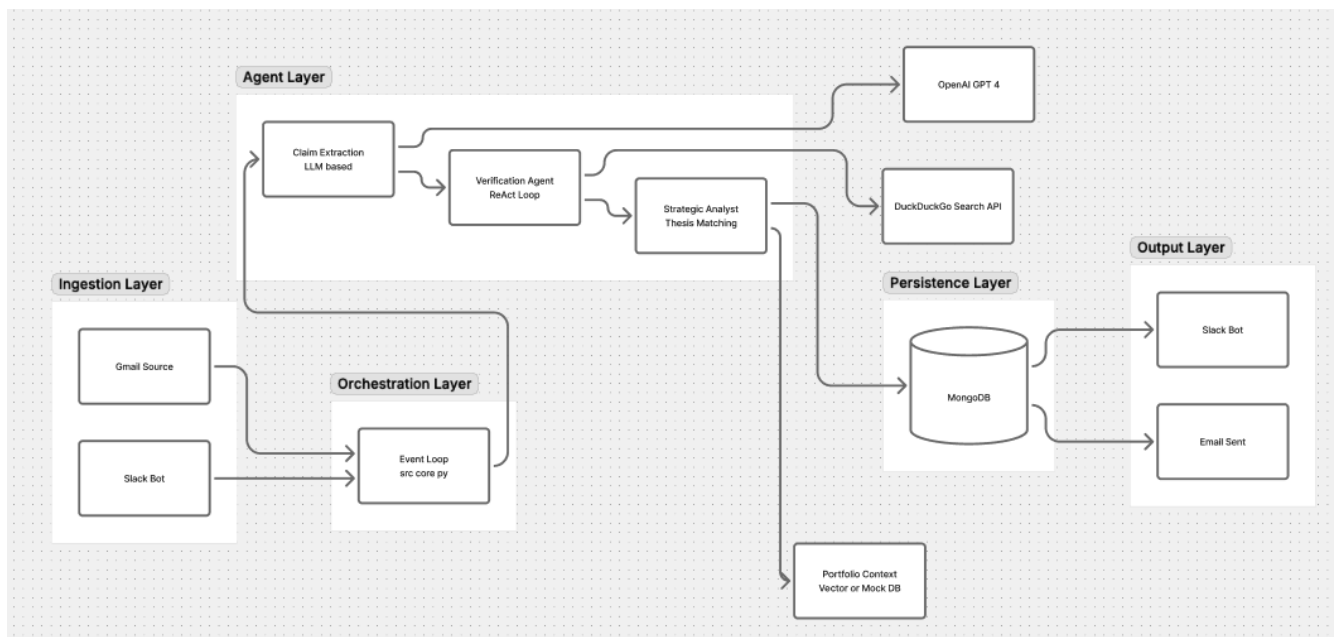 Agent Layer
OpenAI GPT 4
Claim Extraction
LLM based
Verification Agent
ReAct Loop
DuckDuckGo Search API
Strategic Analyst
Thesis Matching
Output Layer
Ingestion Layer
Persistence Layer
Slack Bot
Gmail Source
Orchestration Layer
MongoDB
Email Sent
Event Loop
src core py
Slack Bot
Portfolio Context
Vector or Mock DB